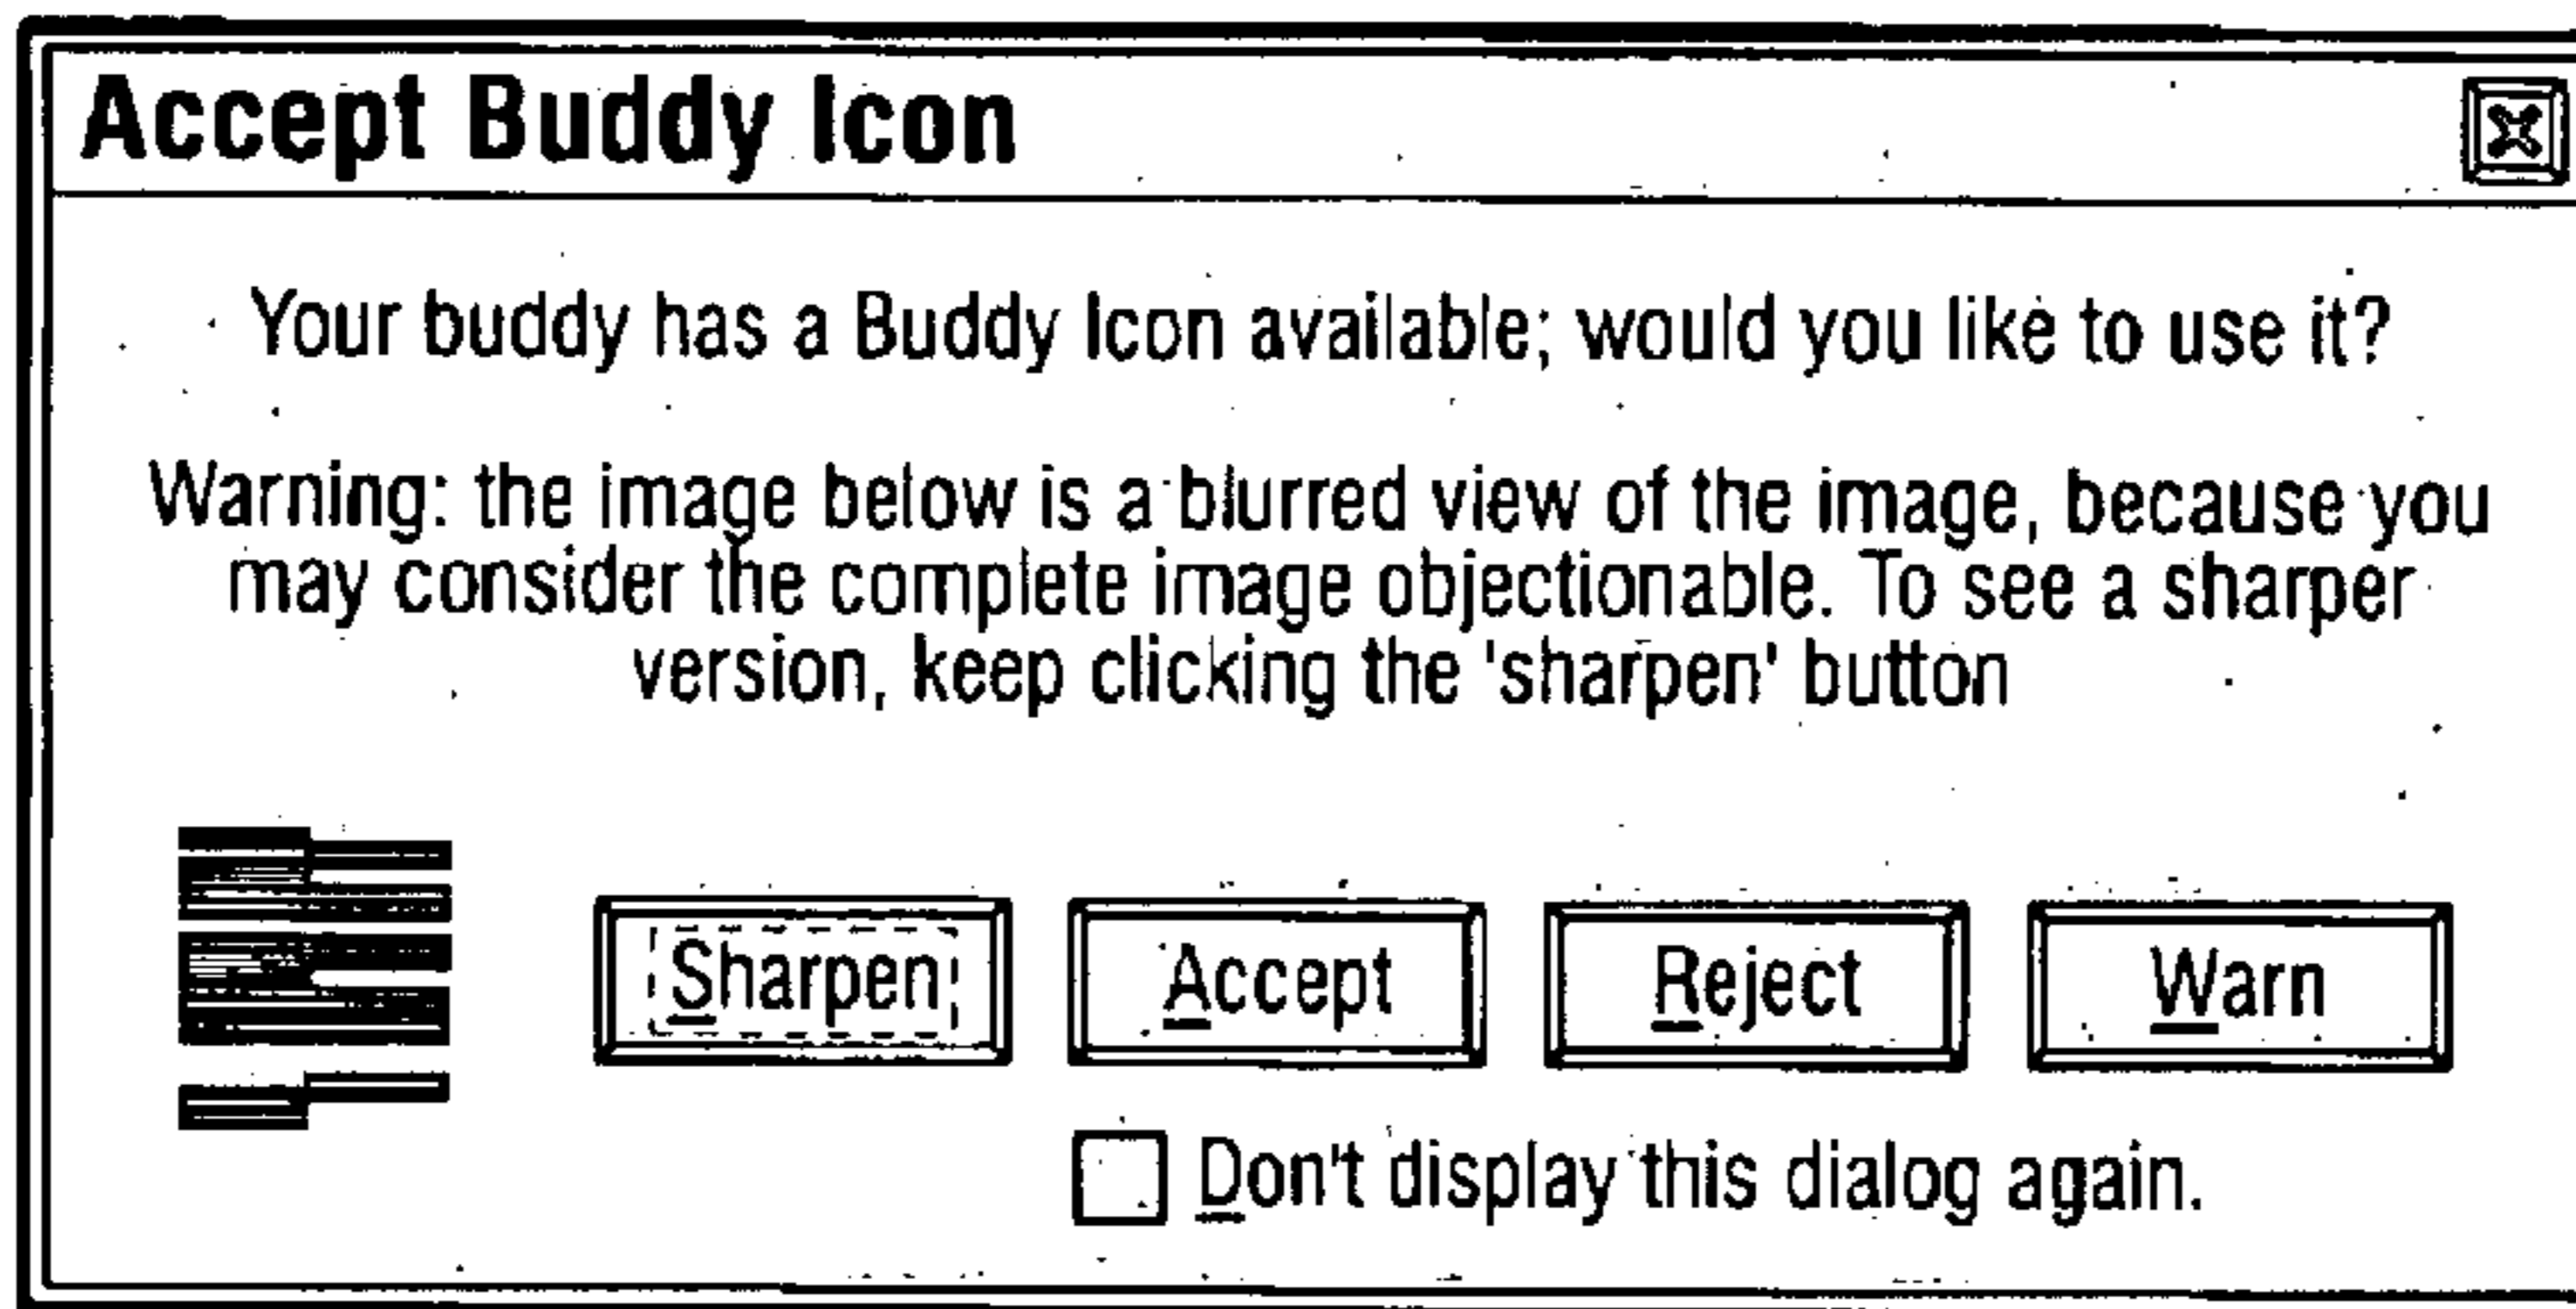 Accept Buddy Icon
Your buddy has a Buddy Icon available; would you like to use it?
Warning: the image below is a blurred view of the image, because you
may consider the complete image objectionable. To see a sharper
version, keep clicking the 'sharpen' button
Sharpen Accept Reject Warn
Don't display this dialog again.